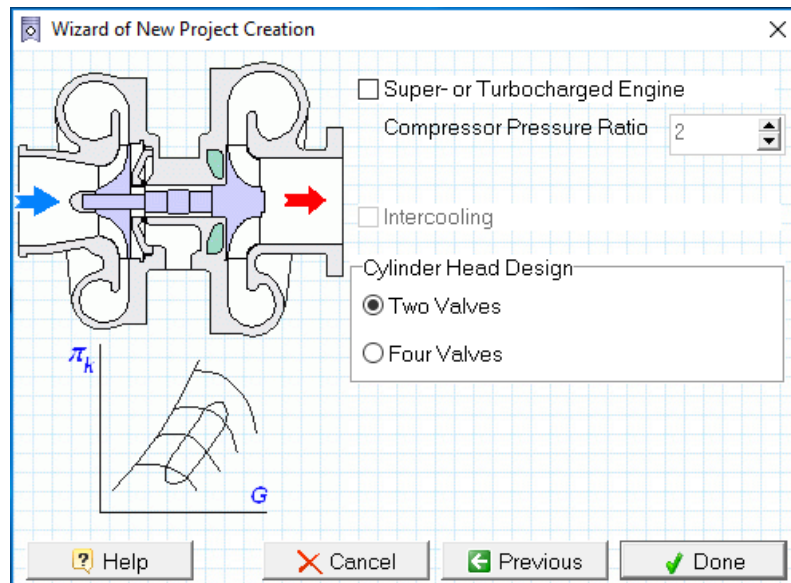 Wizard of New Project Creation
Super- or Turbocharged Engine
Compressor Pressure Ratio 2
Intercooling
Cylinder Head Design
Two Valves
Four Valves
πk
G
Help Cancel Previous Done